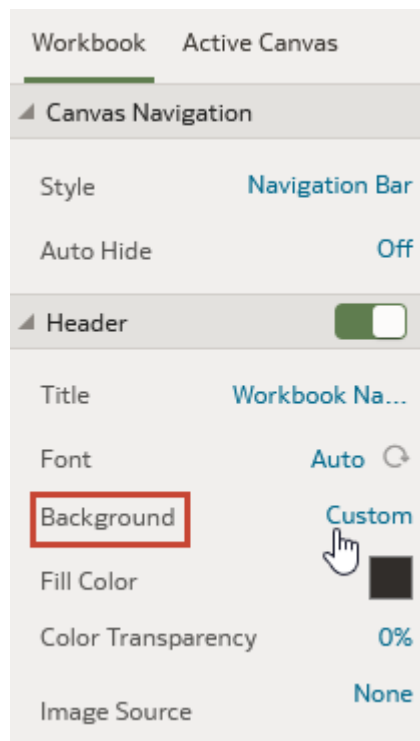 Workbook Active Canvas
Canvas Navigation
Style Navigation Bar
Auto Hide Off
Header
Title Workbook Na...
Font Auto
Background Custom
Fill Color
Color Transparency 0%
Image Source None